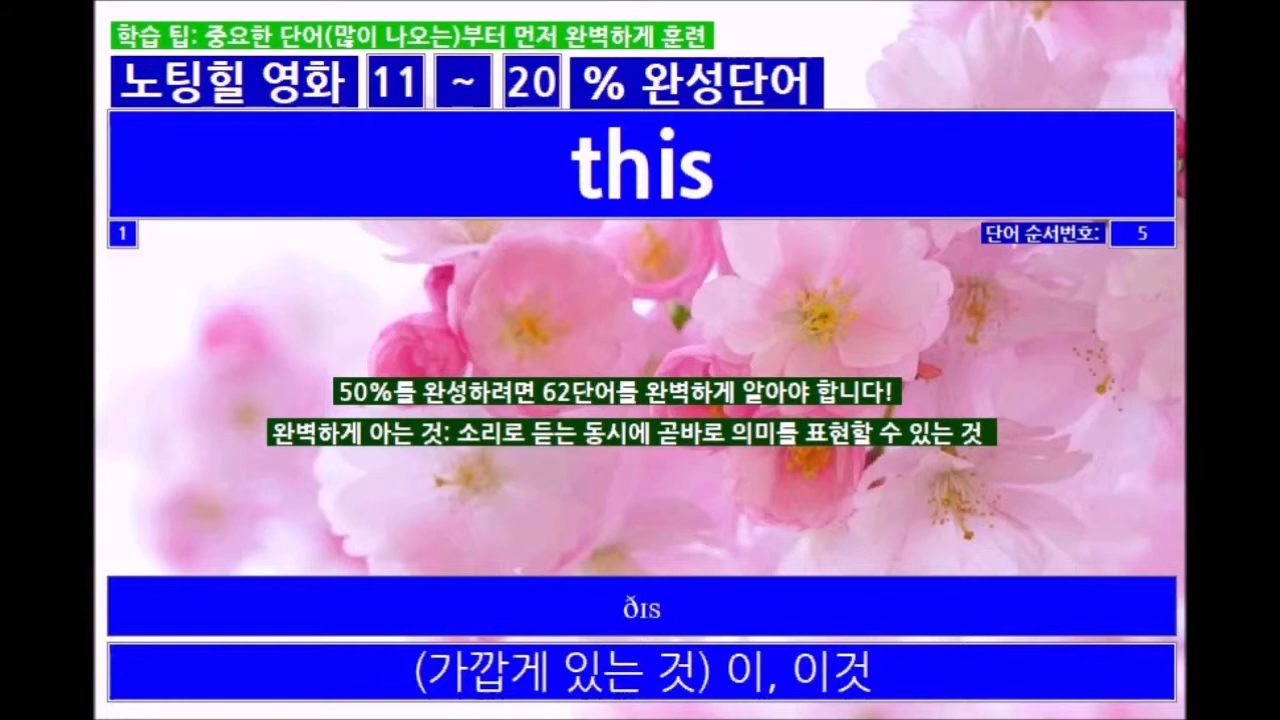 학습 팁: 중요한 단어(많이 나오는)부터 먼저 완벽하게 훈련
노팅힐 영화 11 ~ 20 % 완성단어
this
1 단어 순서번호: 5
50%를 완성하려면 62단어를 완벽하게 알아야 합니다!
완벽하게 아는 것: 소리로 듣는 동시에 곧바로 의미를 표현할 수 있는 것
ðɪs
(가깝게 있는 것) 이, 이것